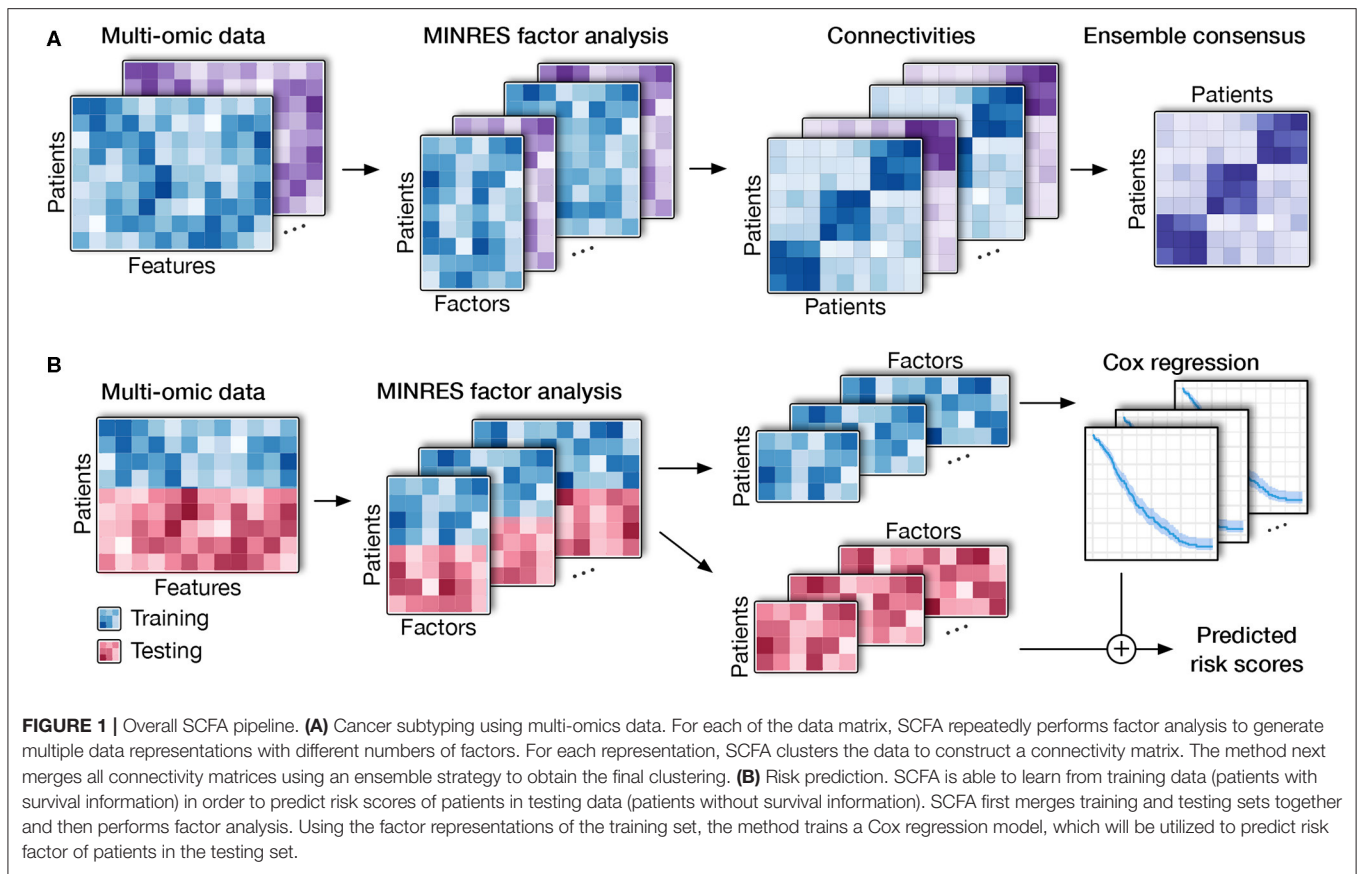 A
Multi-omic data
MINRES factor analysis
Connectivities
Ensemble consensus
Patients
Features
...
Patients
Factors
...
Patients
Patients
...
Patients
Patients
B
Multi-omic data
MINRES factor analysis
Factors
Cox regression
Patients
Features
Training
Testing
Patients
Factors
...
Patients
...
Factors
Patients
...
...
+
Predicted
risk scores
FIGURE 1 | Overall SCFA pipeline. (A) Cancer subtyping using multi-omics data. For each of the data matrix, SCFA repeatedly performs factor analysis to generate
multiple data representations with different numbers of factors. For each representation, SCFA clusters the data to construct a connectivity matrix. The method next
merges all connectivity matrices using an ensemble strategy to obtain the final clustering. (B) Risk prediction. SCFA is able to learn from training data (patients with
survival information) in order to predict risk scores of patients in testing data (patients without survival information). SCFA first merges training and testing sets together
and then performs factor analysis. Using the factor representations of the training set, the method trains a Cox regression model, which will be utilized to predict risk
factor of patients in the testing set.